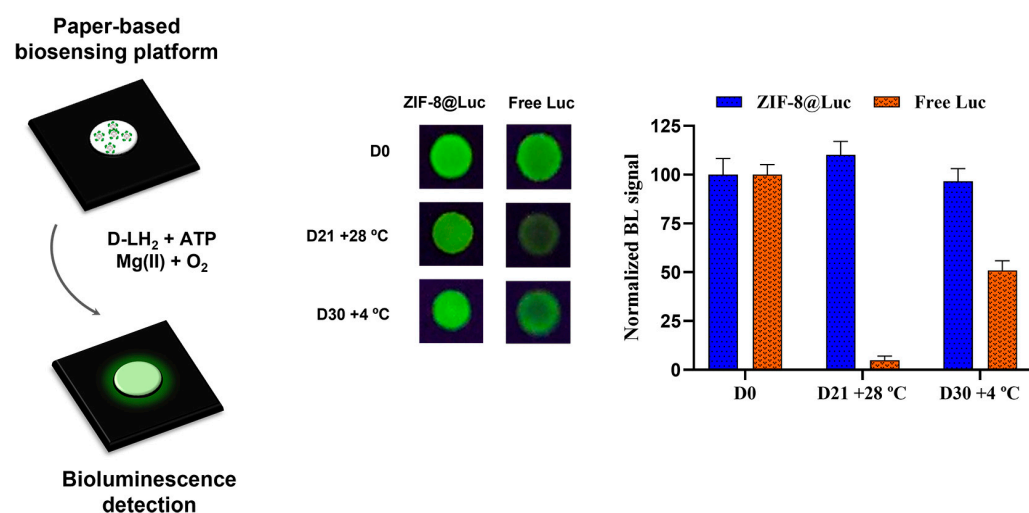 Paper-based
biosensing platform
D-LH₂ + ATP
Mg(II) + O₂
Bioluminescence
detection
ZIF-8@Luc Free Luc
D0
D21 +28 ºC
D30 +4 ºC
ZIF-8@Luc Free Luc
Normalized BL signal
125
100
75
50
25
0
D0 D21 +28 ºC D30 +4 ºC